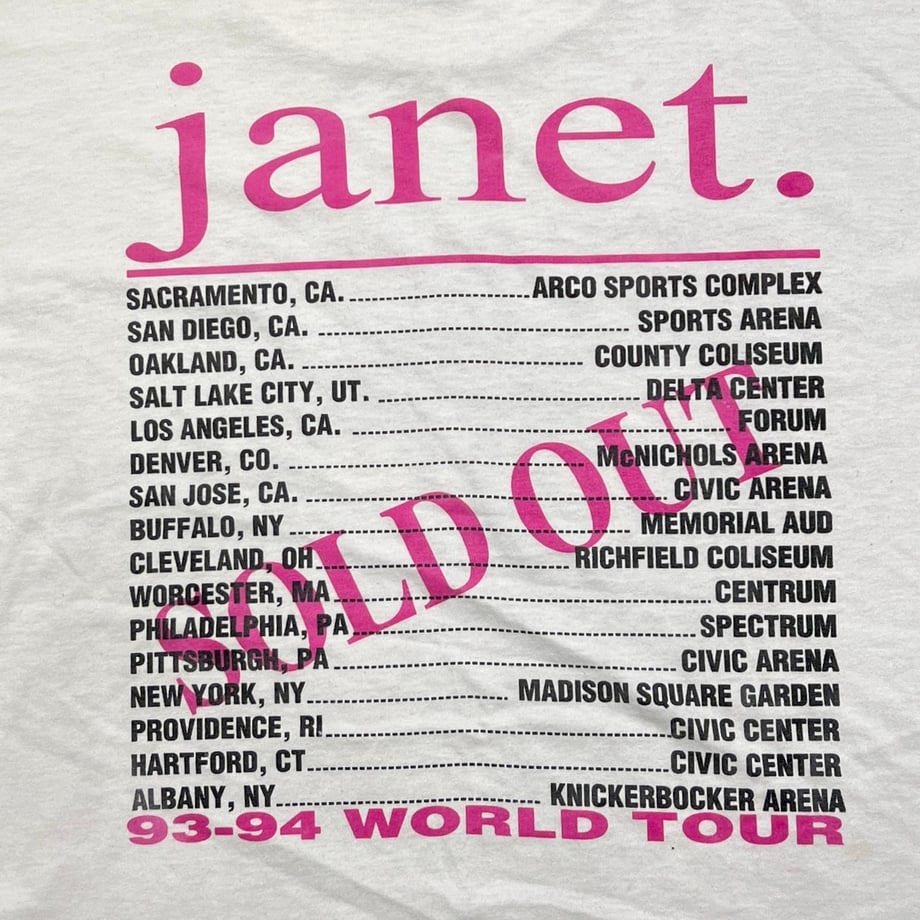 janet.
SACRAMENTO, CA. ARCO SPORTS COMPLEX
SAN DIEGO, CA. SPORTS ARENA
OAKLAND, CA. COUNTY COLISEUM
SALT LAKE CITY, UT. DELTA CENTER
LOS ANGELES, CA. FORUM
DENVER, CO. McNICHOLS ARENA
SAN JOSE, CA. CIVIC ARENA
BUFFALO, NY MEMORIAL AUD
CLEVELAND, OH RICHFIELD COLISEUM
WORCESTER, MA CENTRUM
PHILADELPHIA, PA SPECTRUM
PITTSBURGH, PA CIVIC ARENA
NEW YORK, NY MADISON SQUARE GARDEN
PROVIDENCE, RI CIVIC CENTER
HARTFORD, CT CIVIC CENTER
ALBANY, NY KNICKERBOCKER ARENA
SOLD OUT
93-94 WORLD TOUR